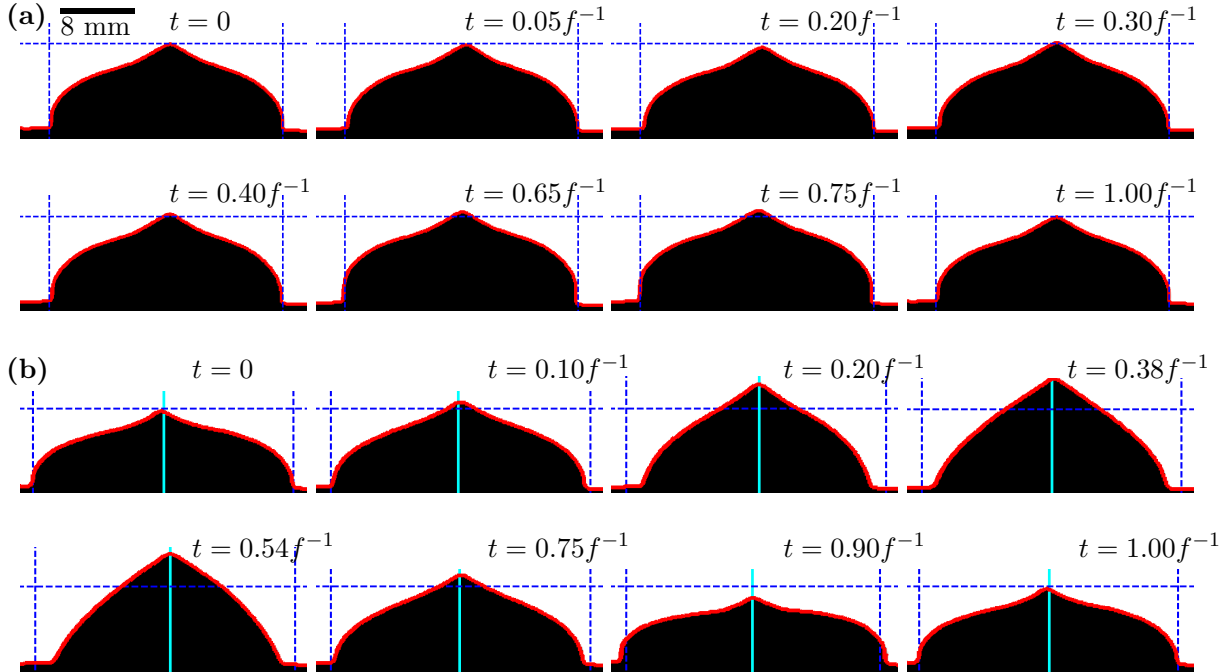 (a) 8 mm t = 0 t = 0.05f⁻¹ t = 0.20f⁻¹ t = 0.30f⁻¹
t = 0.40f⁻¹ t = 0.65f⁻¹ t = 0.75f⁻¹ t = 1.00f⁻¹
(b) t = 0 t = 0.10f⁻¹ t = 0.20f⁻¹ t = 0.38f⁻¹
t = 0.54f⁻¹ t = 0.75f⁻¹ t = 0.90f⁻¹ t = 1.00f⁻¹